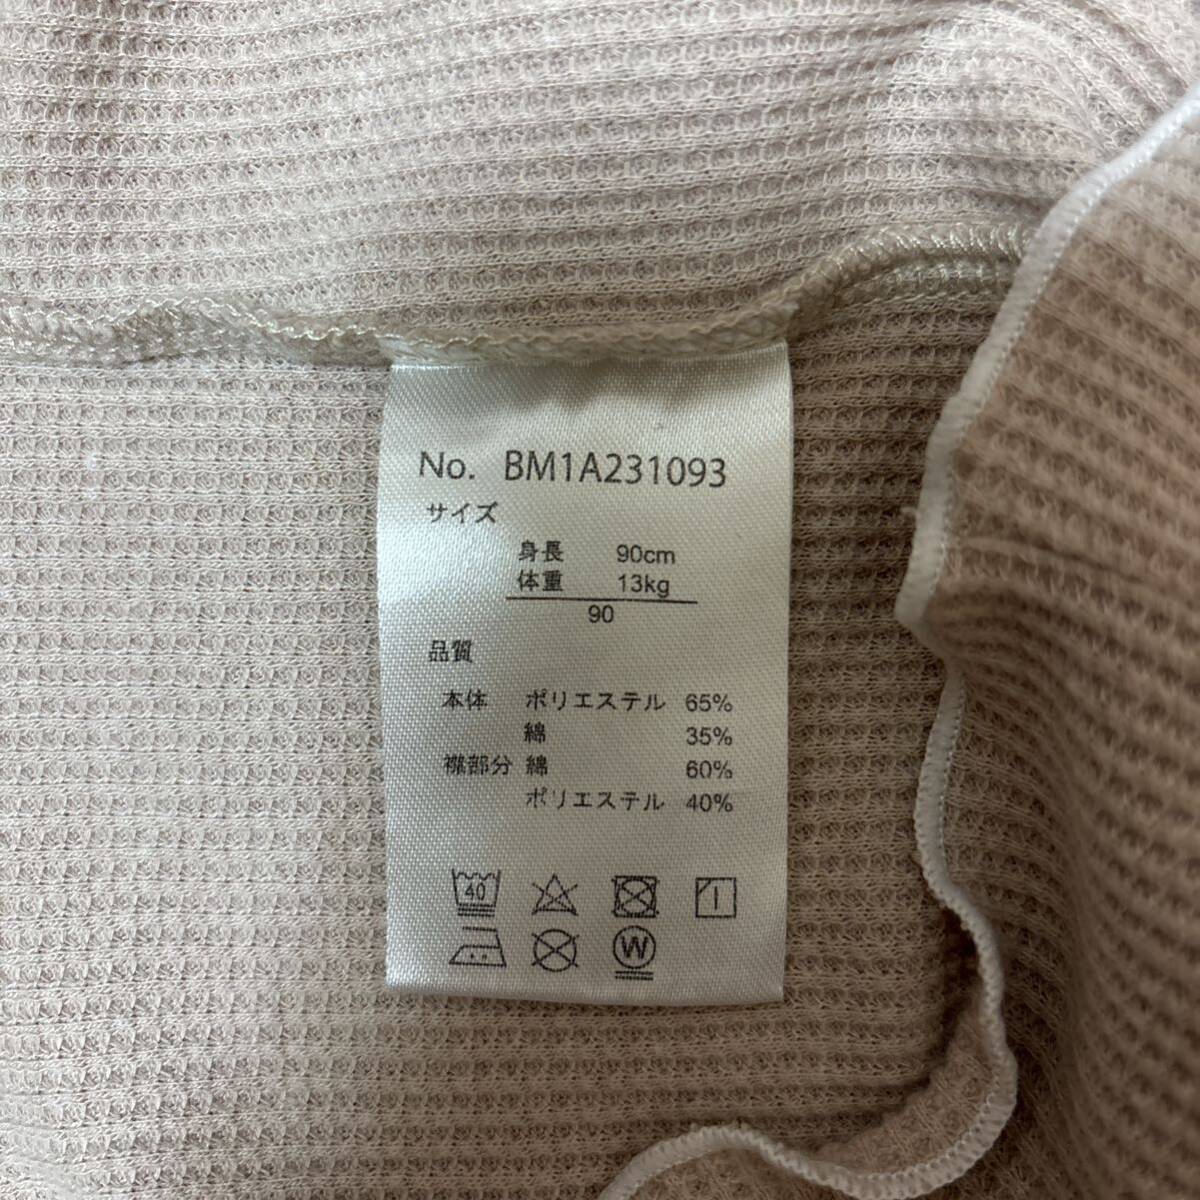 No. BM1A231093
サイズ
身長 90cm
体重 13kg
90
品質
本体 ポリエステル 65%
綿 35%
襟部分 綿 60%
ポリエステル 40%
40
W